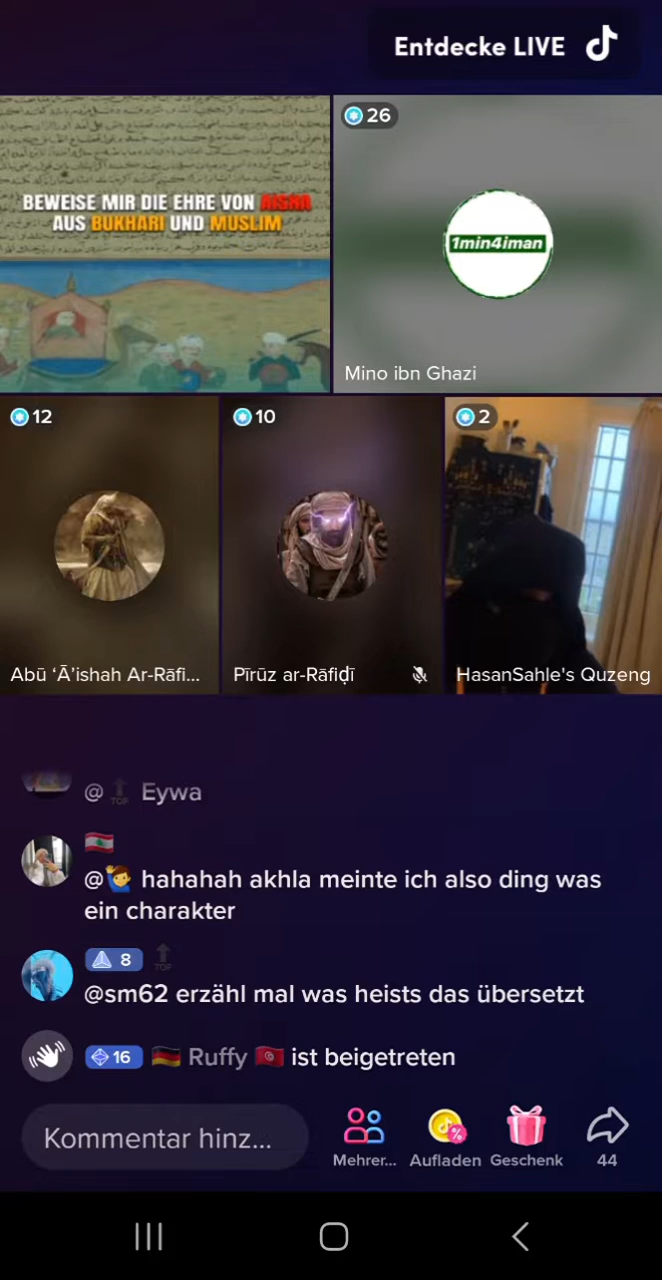 Entdecke LIVE
BEWEISE MIR DIE EHRE VON AISHA
AUS BUKHARI UND MUSLIM
26
1min4iman
Mino ibn Ghazi
12
Abū ‘Ā’ishah Ar-Rāfi...
10
Pīrūz ar-Rāfiḍī
2
HasanSahle's Quzeng
@ TOP Eywa
@🙋‍♂️ hahahah akhla meinte ich also ding was
ein charakter
8 TOP
@sm62 erzähl mal was heists das übersetzt
16 🇩🇪 Ruffy 🇹🇳 ist beigetreten
Kommentar hinz...
Mehrer...
Aufladen
Geschenk
44